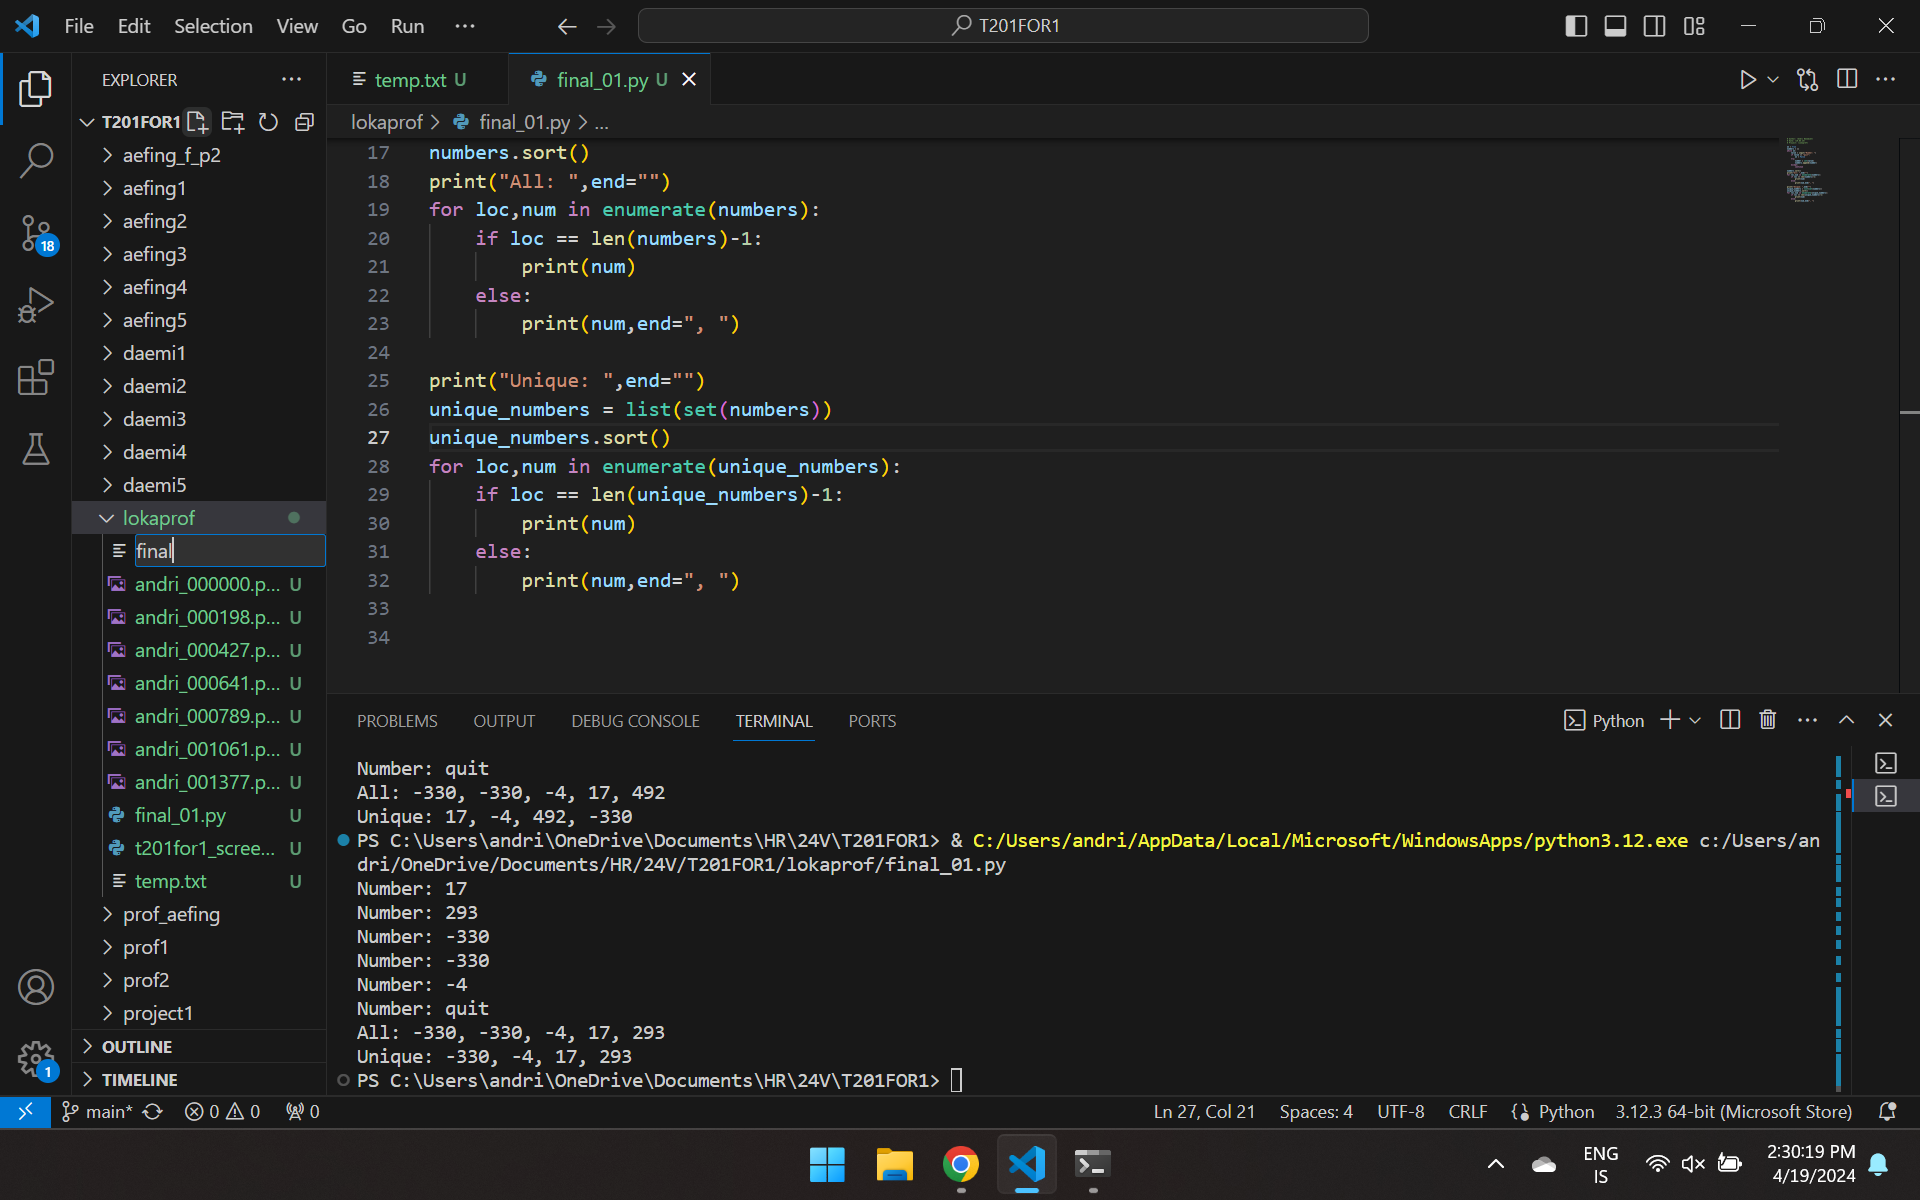 File Edit Selection View Go Run ···
T201FOR1
EXPLORER ···
T201FOR1
aefing_f_p2
aefing1
aefing2
aefing3
aefing4
aefing5
daemi1
daemi2
daemi3
daemi4
daemi5
lokaprof
final
andri_000000.p... U
andri_000198.p... U
andri_000427.p... U
andri_000641.p... U
andri_000789.p... U
andri_001061.p... U
andri_001377.p... U
final_01.py U
t201for1_scree... U
temp.txt U
prof_aefing
prof1
prof2
project1
OUTLINE
TIMELINE
18
1
temp.txt U final_01.py U
lokaprof > final_01.py > ...
17 numbers.sort()
18 print("All: ",end="")
19 for loc,num in enumerate(numbers):
20 if loc == len(numbers)-1:
21 print(num)
22 else:
23 print(num,end=", ")
24
25 print("Unique: ",end="")
26 unique_numbers = list(set(numbers))
27 unique_numbers.sort()
28 for loc,num in enumerate(unique_numbers):
29 if loc == len(unique_numbers)-1:
30 print(num)
31 else:
32 print(num,end=", ")
33
34
PROBLEMS OUTPUT DEBUG CONSOLE TERMINAL PORTS
Python
Number: quit
All: -330, -330, -4, 17, 492
Unique: 17, -4, 492, -330
PS C:\Users\andri\OneDrive\Documents\HR\24V\T201FOR1> & C:/Users/andri/AppData/Local/Microsoft/WindowsApps/python3.12.exe c:/Users/an
dri/OneDrive/Documents/HR/24V/T201FOR1/lokaprof/final_01.py
Number: 17
Number: 293
Number: -330
Number: -330
Number: -4
Number: quit
All: -330, -330, -4, 17, 293
Unique: -330, -4, 17, 293
PS C:\Users\andri\OneDrive\Documents\HR\24V\T201FOR1>
main* 0 0 0
Ln 27, Col 21 Spaces: 4 UTF-8 CRLF Python 3.12.3 64-bit (Microsoft Store)
ENG
IS
2:30:19 PM
4/19/2024